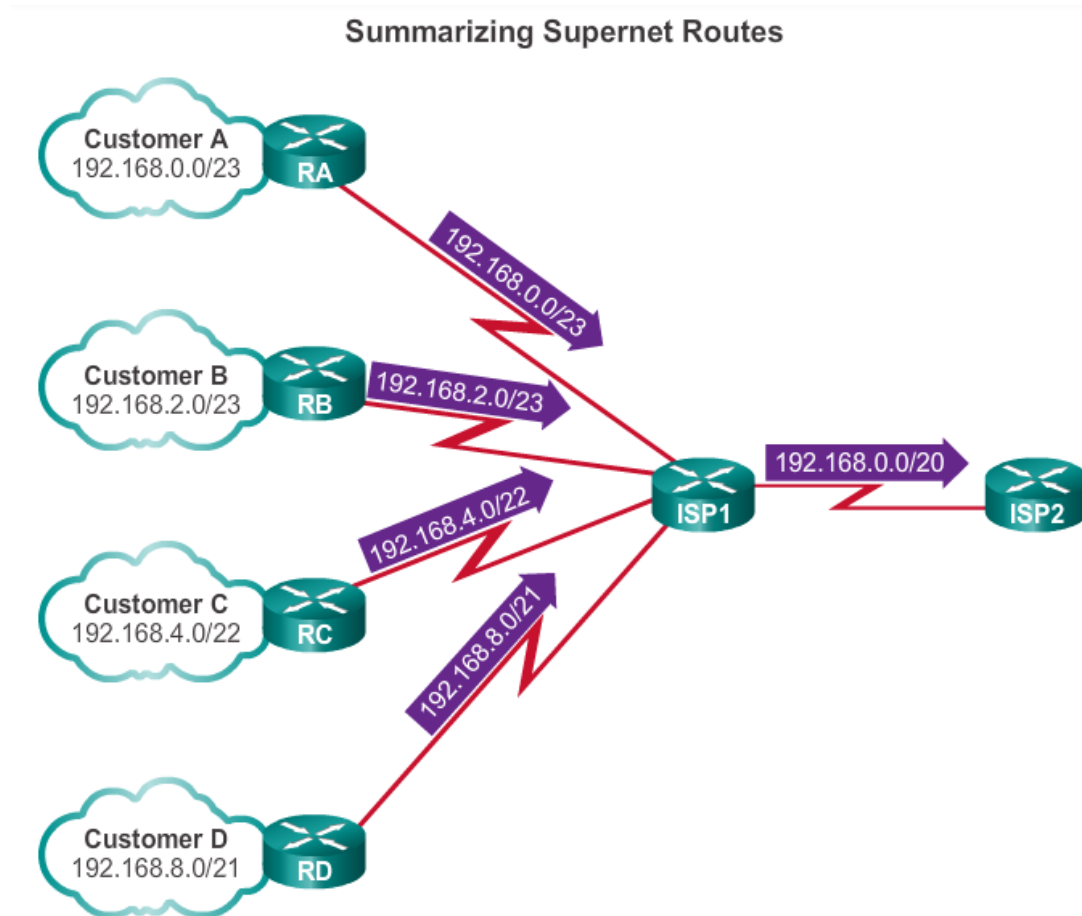 Summarizing Supernet Routes
Customer A
192.168.0.0/23
RA
192.168.0.0/23
Customer B
192.168.2.0/23
RB
192.168.2.0/23
192.168.0.0/20
ISP1
ISP2
192.168.4.0/22
Customer C
192.168.4.0/22
RC
192.168.8.0/21
Customer D
192.168.8.0/21
RD